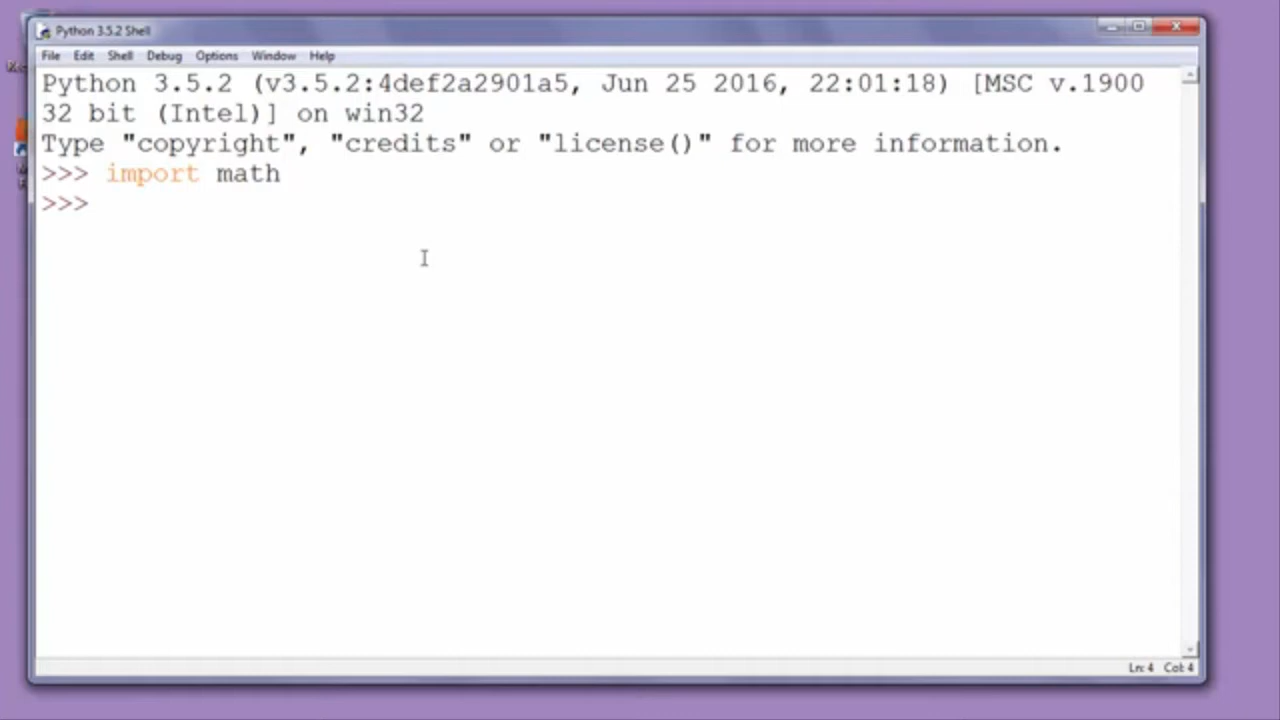 Python 3.5.2 Shell
File Edit Shell Debug Options Window Help
Python 3.5.2 (v3.5.2:4def2a2901a5, Jun 25 2016, 22:01:18) [MSC v.1900
32 bit (Intel)] on win32
Type "copyright", "credits" or "license()" for more information.
>>> import math
>>>
Ln: 4 Col: 4